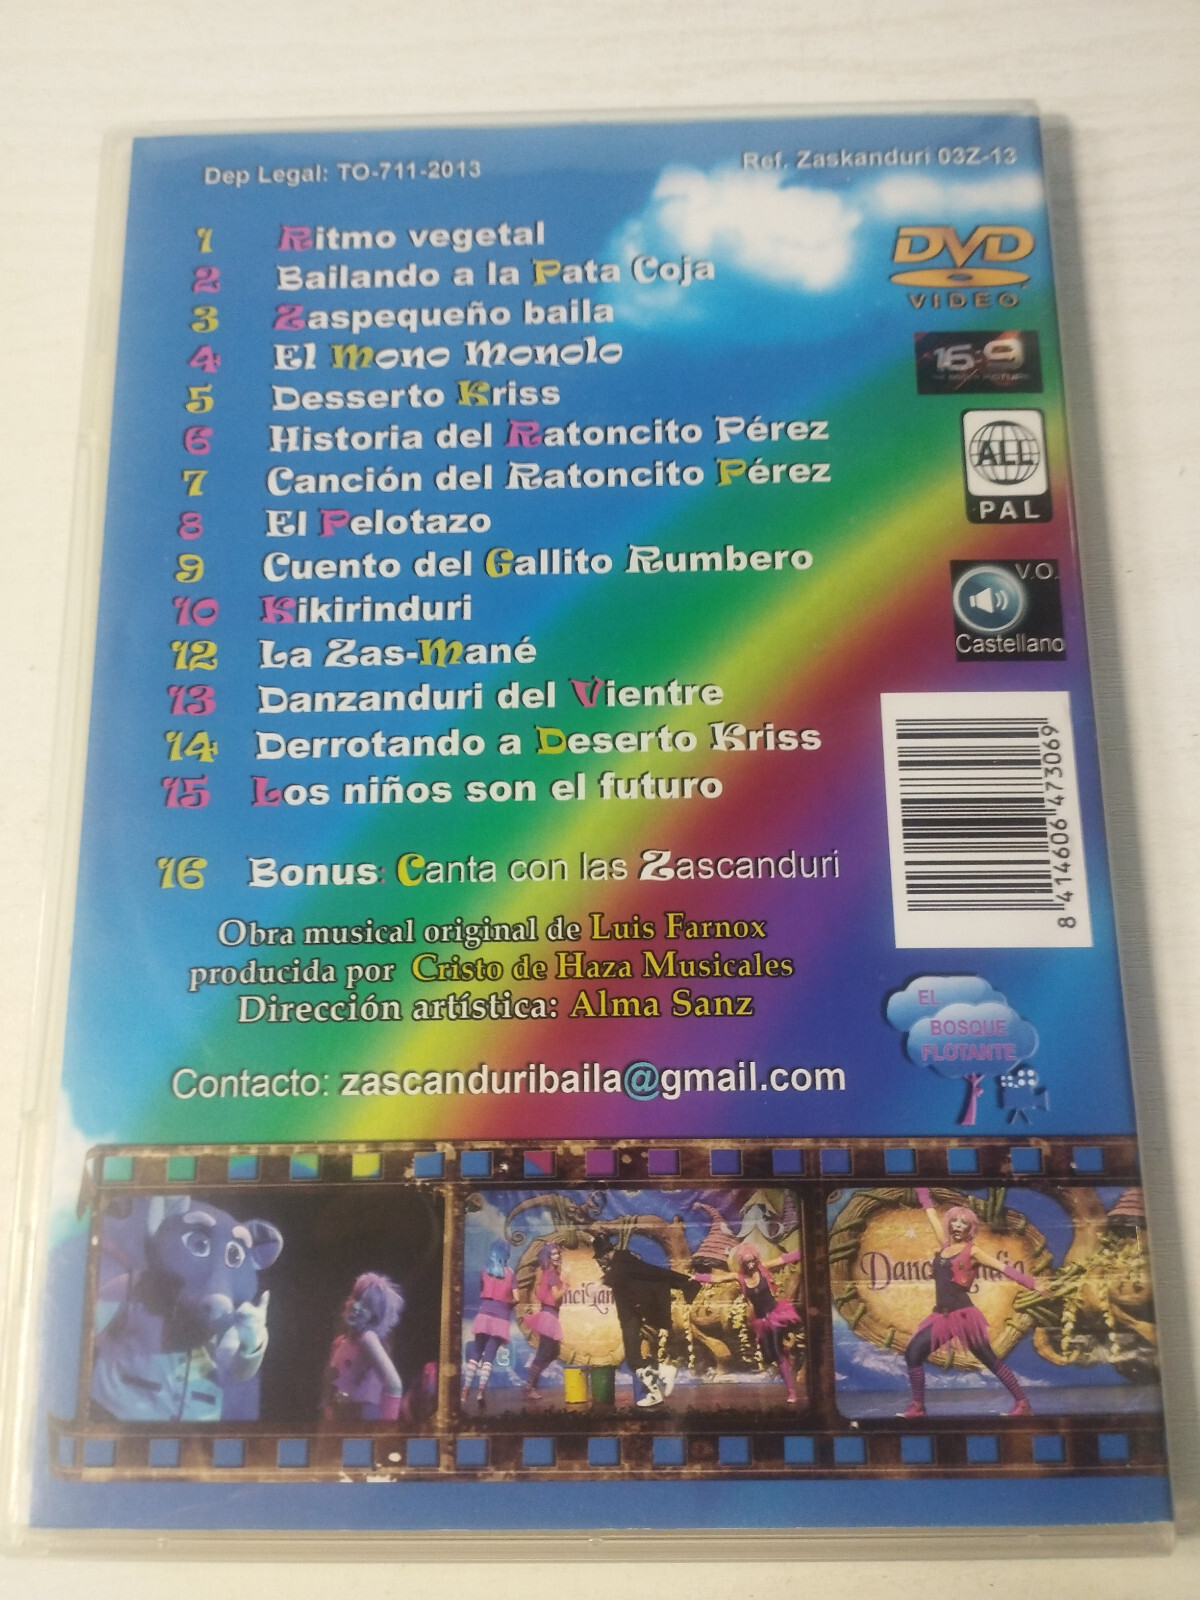 Dep Legal: TO-711-2013
Ref. Zaskanduri 03Z-13
1 Ritmo vegetal
2 Bailando a la Pata Coja
3 Zaspequeño baila
4 El Mono Monolo
5 Desserto Kriss
6 Historia del Ratoncito Pérez
7 Canción del Ratoncito Pérez
8 El Pelotazo
9 Cuento del Gallito Rumbero
10 Kikirinduri
12 La Zas-Mané
13 Danzanduri del Vientre
14 Derrotando a Deserto Kriss
15 Los niños son el futuro
16 Bonus: Canta con las Zascanduri
Obra musical original de Luis Farnox
producida por Cristo de Haza Musicales
Dirección artística: Alma Sanz
Contacto: zascanduribaila@gmail.com
DVD
VIDEO
16:9
ALL
PAL
V.O.
Castellano
8 414606 473069
EL
BOSQUE
FLOTANTE